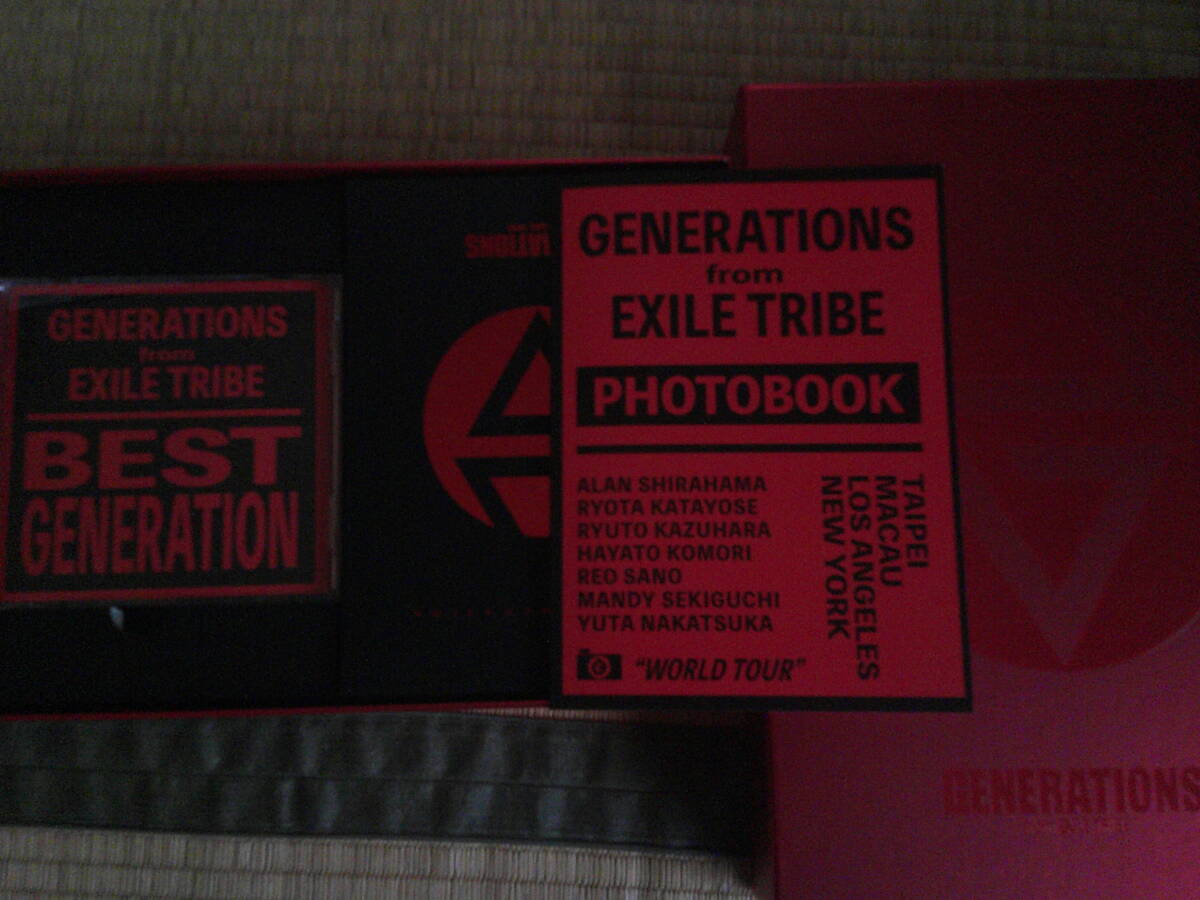 GENERATIONS
from
EXILE TRIBE
BEST
GENERATION
GENERATIONS
from
EXILE TRIBE
PHOTOBOOK
ALAN SHIRAHAMA
RYOTA KATAYOSE
RYUTO KAZUHARA
HAYATO KOMORI
REO SANO
MANDY SEKIGUCHI
YUTA NAKATSUKA
"WORLD TOUR"
TAIPEI
MACAU
LOS ANGELES
NEW YORK
GENERATIONS